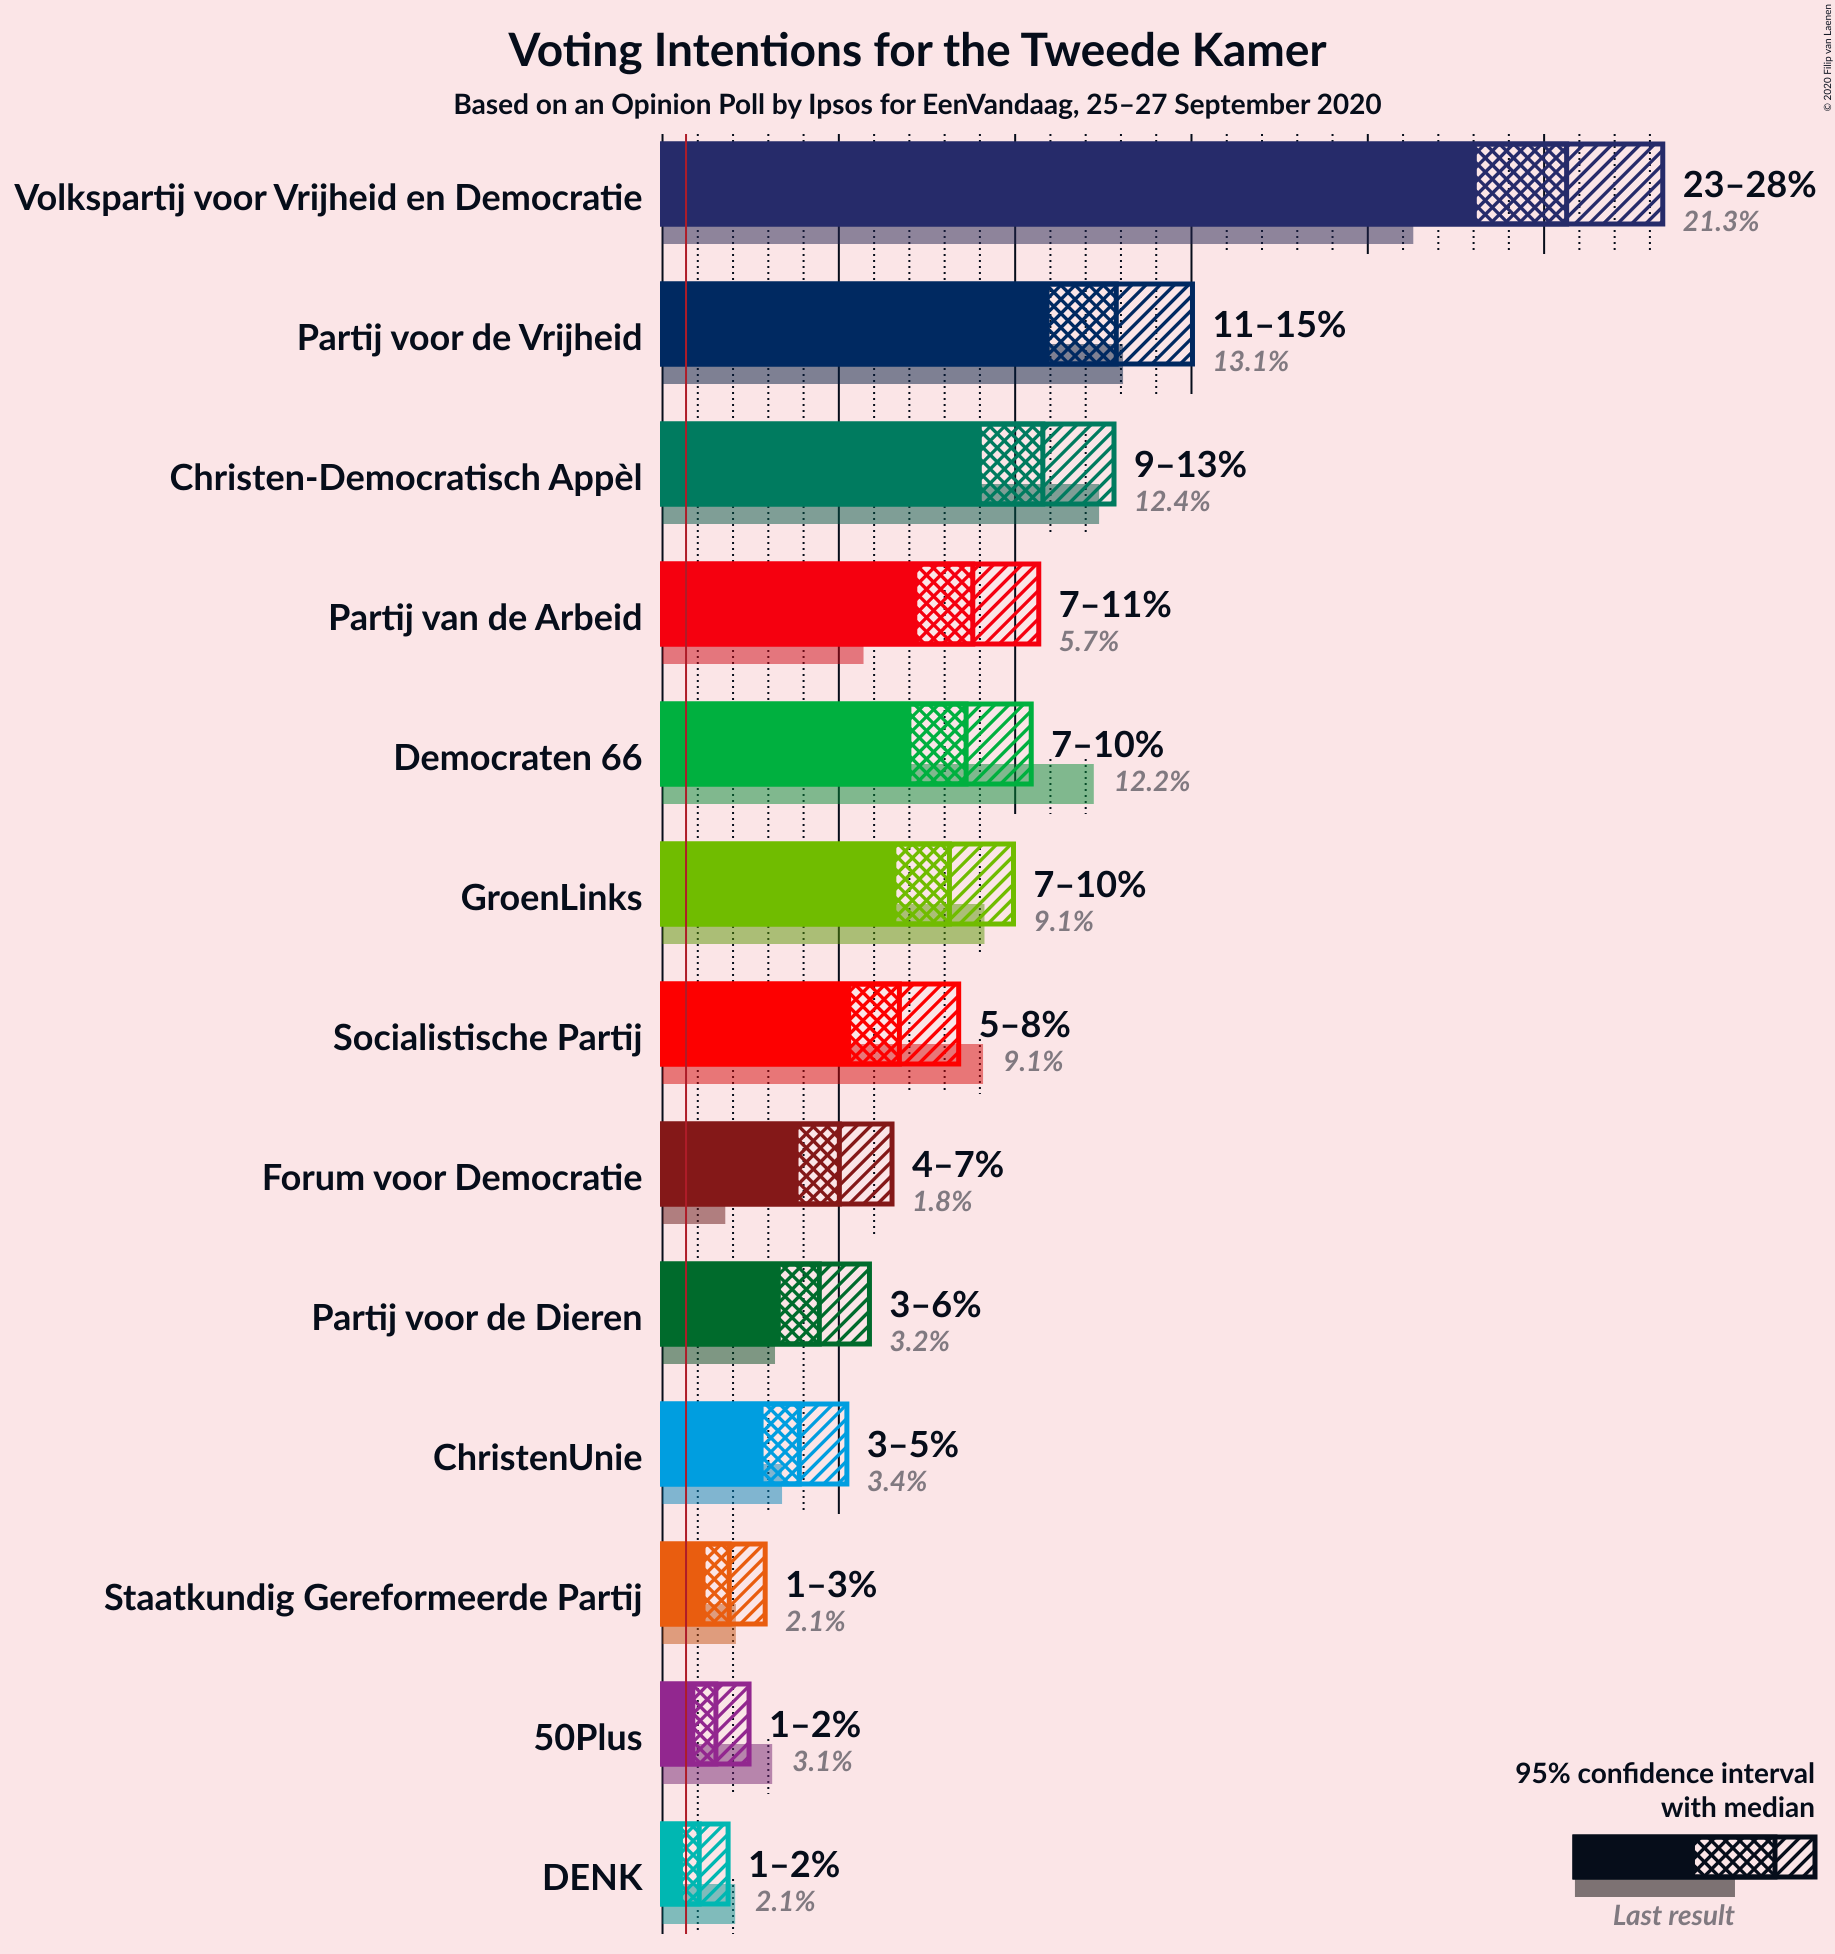 Voting Intentions for the Tweede Kamer
Based on an Opinion Poll by Ipsos for EenVandaag, 25–27 September 2020
© 2020 Filip van Laenen
Volkspartij voor Vrijheid en Democratie
23–28%
21.3%
Partij voor de Vrijheid
11–15%
13.1%
Christen-Democratisch Appèl
9–13%
12.4%
Partij van de Arbeid
7–11%
5.7%
Democraten 66
7–10%
12.2%
GroenLinks
7–10%
9.1%
Socialistische Partij
5–8%
9.1%
Forum voor Democratie
4–7%
1.8%
Partij voor de Dieren
3–6%
3.2%
ChristenUnie
3–5%
3.4%
Staatkundig Gereformeerde Partij
1–3%
2.1%
50Plus
1–2%
3.1%
DENK
1–2%
2.1%
95% confidence interval
with median
Last result